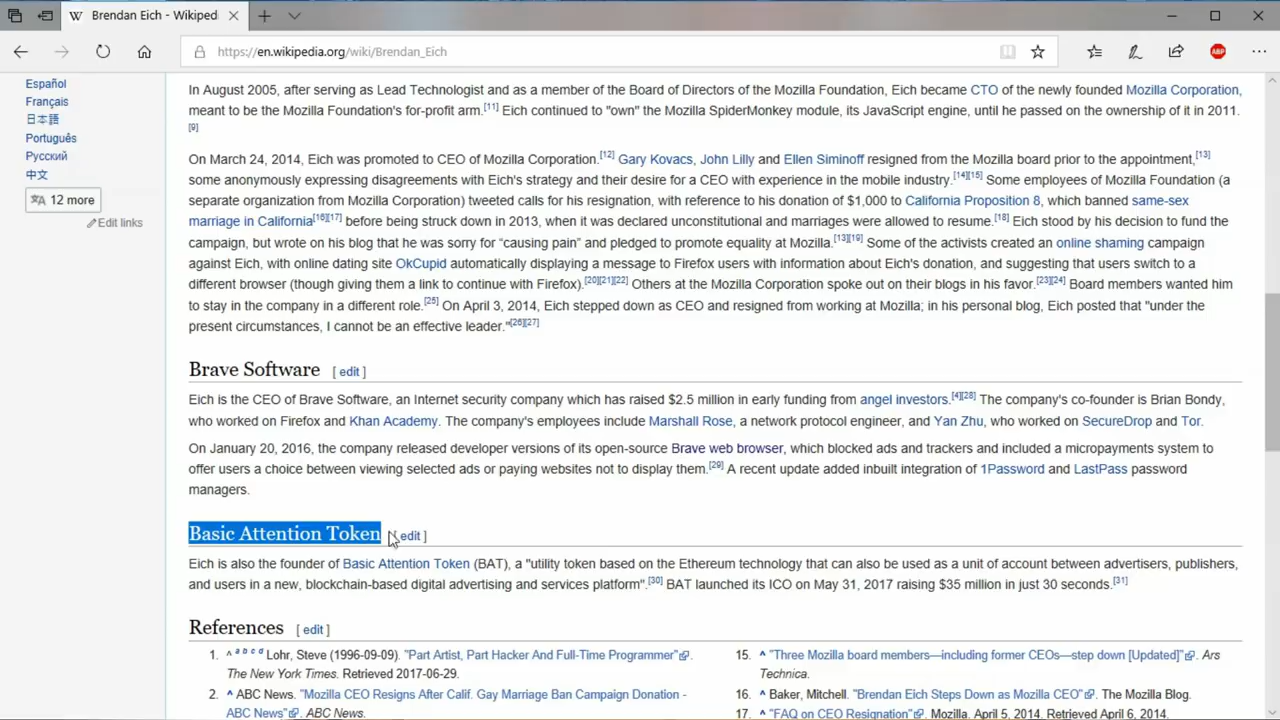 Brendan Eich - Wikiped
https://en.wikipedia.org/wiki/Brendan_Eich
ABP
Español
Français
日本語
Português
Русский
中文
12 more
Edit links
In August 2005, after serving as Lead Technologist and as a member of the Board of Directors of the Mozilla Foundation, Eich became CTO of the newly founded Mozilla Corporation,
meant to be the Mozilla Foundation's for-profit arm.[11] Eich continued to "own" the Mozilla SpiderMonkey module, its JavaScript engine, until he passed on the ownership of it in 2011.
[9]
On March 24, 2014, Eich was promoted to CEO of Mozilla Corporation.[12] Gary Kovacs, John Lilly and Ellen Siminoff resigned from the Mozilla board prior to the appointment,[13]
some anonymously expressing disagreements with Eich's strategy and their desire for a CEO with experience in the mobile industry.[14][15] Some employees of Mozilla Foundation (a
separate organization from Mozilla Corporation) tweeted calls for his resignation, with reference to his donation of $1,000 to California Proposition 8, which banned same-sex
marriage in California[16][17] before being struck down in 2013, when it was declared unconstitutional and marriages were allowed to resume.[18] Eich stood by his decision to fund the
campaign, but wrote on his blog that he was sorry for “causing pain” and pledged to promote equality at Mozilla.[13][19] Some of the activists created an online shaming campaign
against Eich, with online dating site OkCupid automatically displaying a message to Firefox users with information about Eich's donation, and suggesting that users switch to a
different browser (though giving them a link to continue with Firefox).[20][21][22] Others at the Mozilla Corporation spoke out on their blogs in his favor.[23][24] Board members wanted him
to stay in the company in a different role.[25] On April 3, 2014, Eich stepped down as CEO and resigned from working at Mozilla; in his personal blog, Eich posted that "under the
present circumstances, I cannot be an effective leader."[26][27]
Brave Software [ edit ]
Eich is the CEO of Brave Software, an Internet security company which has raised $2.5 million in early funding from angel investors.[4][28] The company's co-founder is Brian Bondy,
who worked on Firefox and Khan Academy. The company's employees include Marshall Rose, a network protocol engineer, and Yan Zhu, who worked on SecureDrop and Tor.
On January 20, 2016, the company released developer versions of its open-source Brave web browser, which blocked ads and trackers and included a micropayments system to
offer users a choice between viewing selected ads or paying websites not to display them.[29] A recent update added inbuilt integration of 1Password and LastPass password
managers.
Basic Attention Token [ edit ]
Eich is also the founder of Basic Attention Token (BAT), a "utility token based on the Ethereum technology that can also be used as a unit of account between advertisers, publishers,
and users in a new, blockchain-based digital advertising and services platform".[30] BAT launched its ICO on May 31, 2017 raising $35 million in just 30 seconds.[31]
References [ edit ]
1. ^ a b c d Lohr, Steve (1996-09-09). "Part Artist, Part Hacker And Full-Time Programmer".
The New York Times. Retrieved 2017-06-29.
2. ^ ABC News. "Mozilla CEO Resigns After Calif. Gay Marriage Ban Campaign Donation -
ABC News". ABC News.
15. ^ "Three Mozilla board members—including former CEOs—step down [Updated]". Ars
Technica.
16. ^ Baker, Mitchell. "Brendan Eich Steps Down as Mozilla CEO". The Mozilla Blog.
17. ^ "FAQ on CEO Resignation". Mozilla. April 5, 2014. Retrieved April 6, 2014.